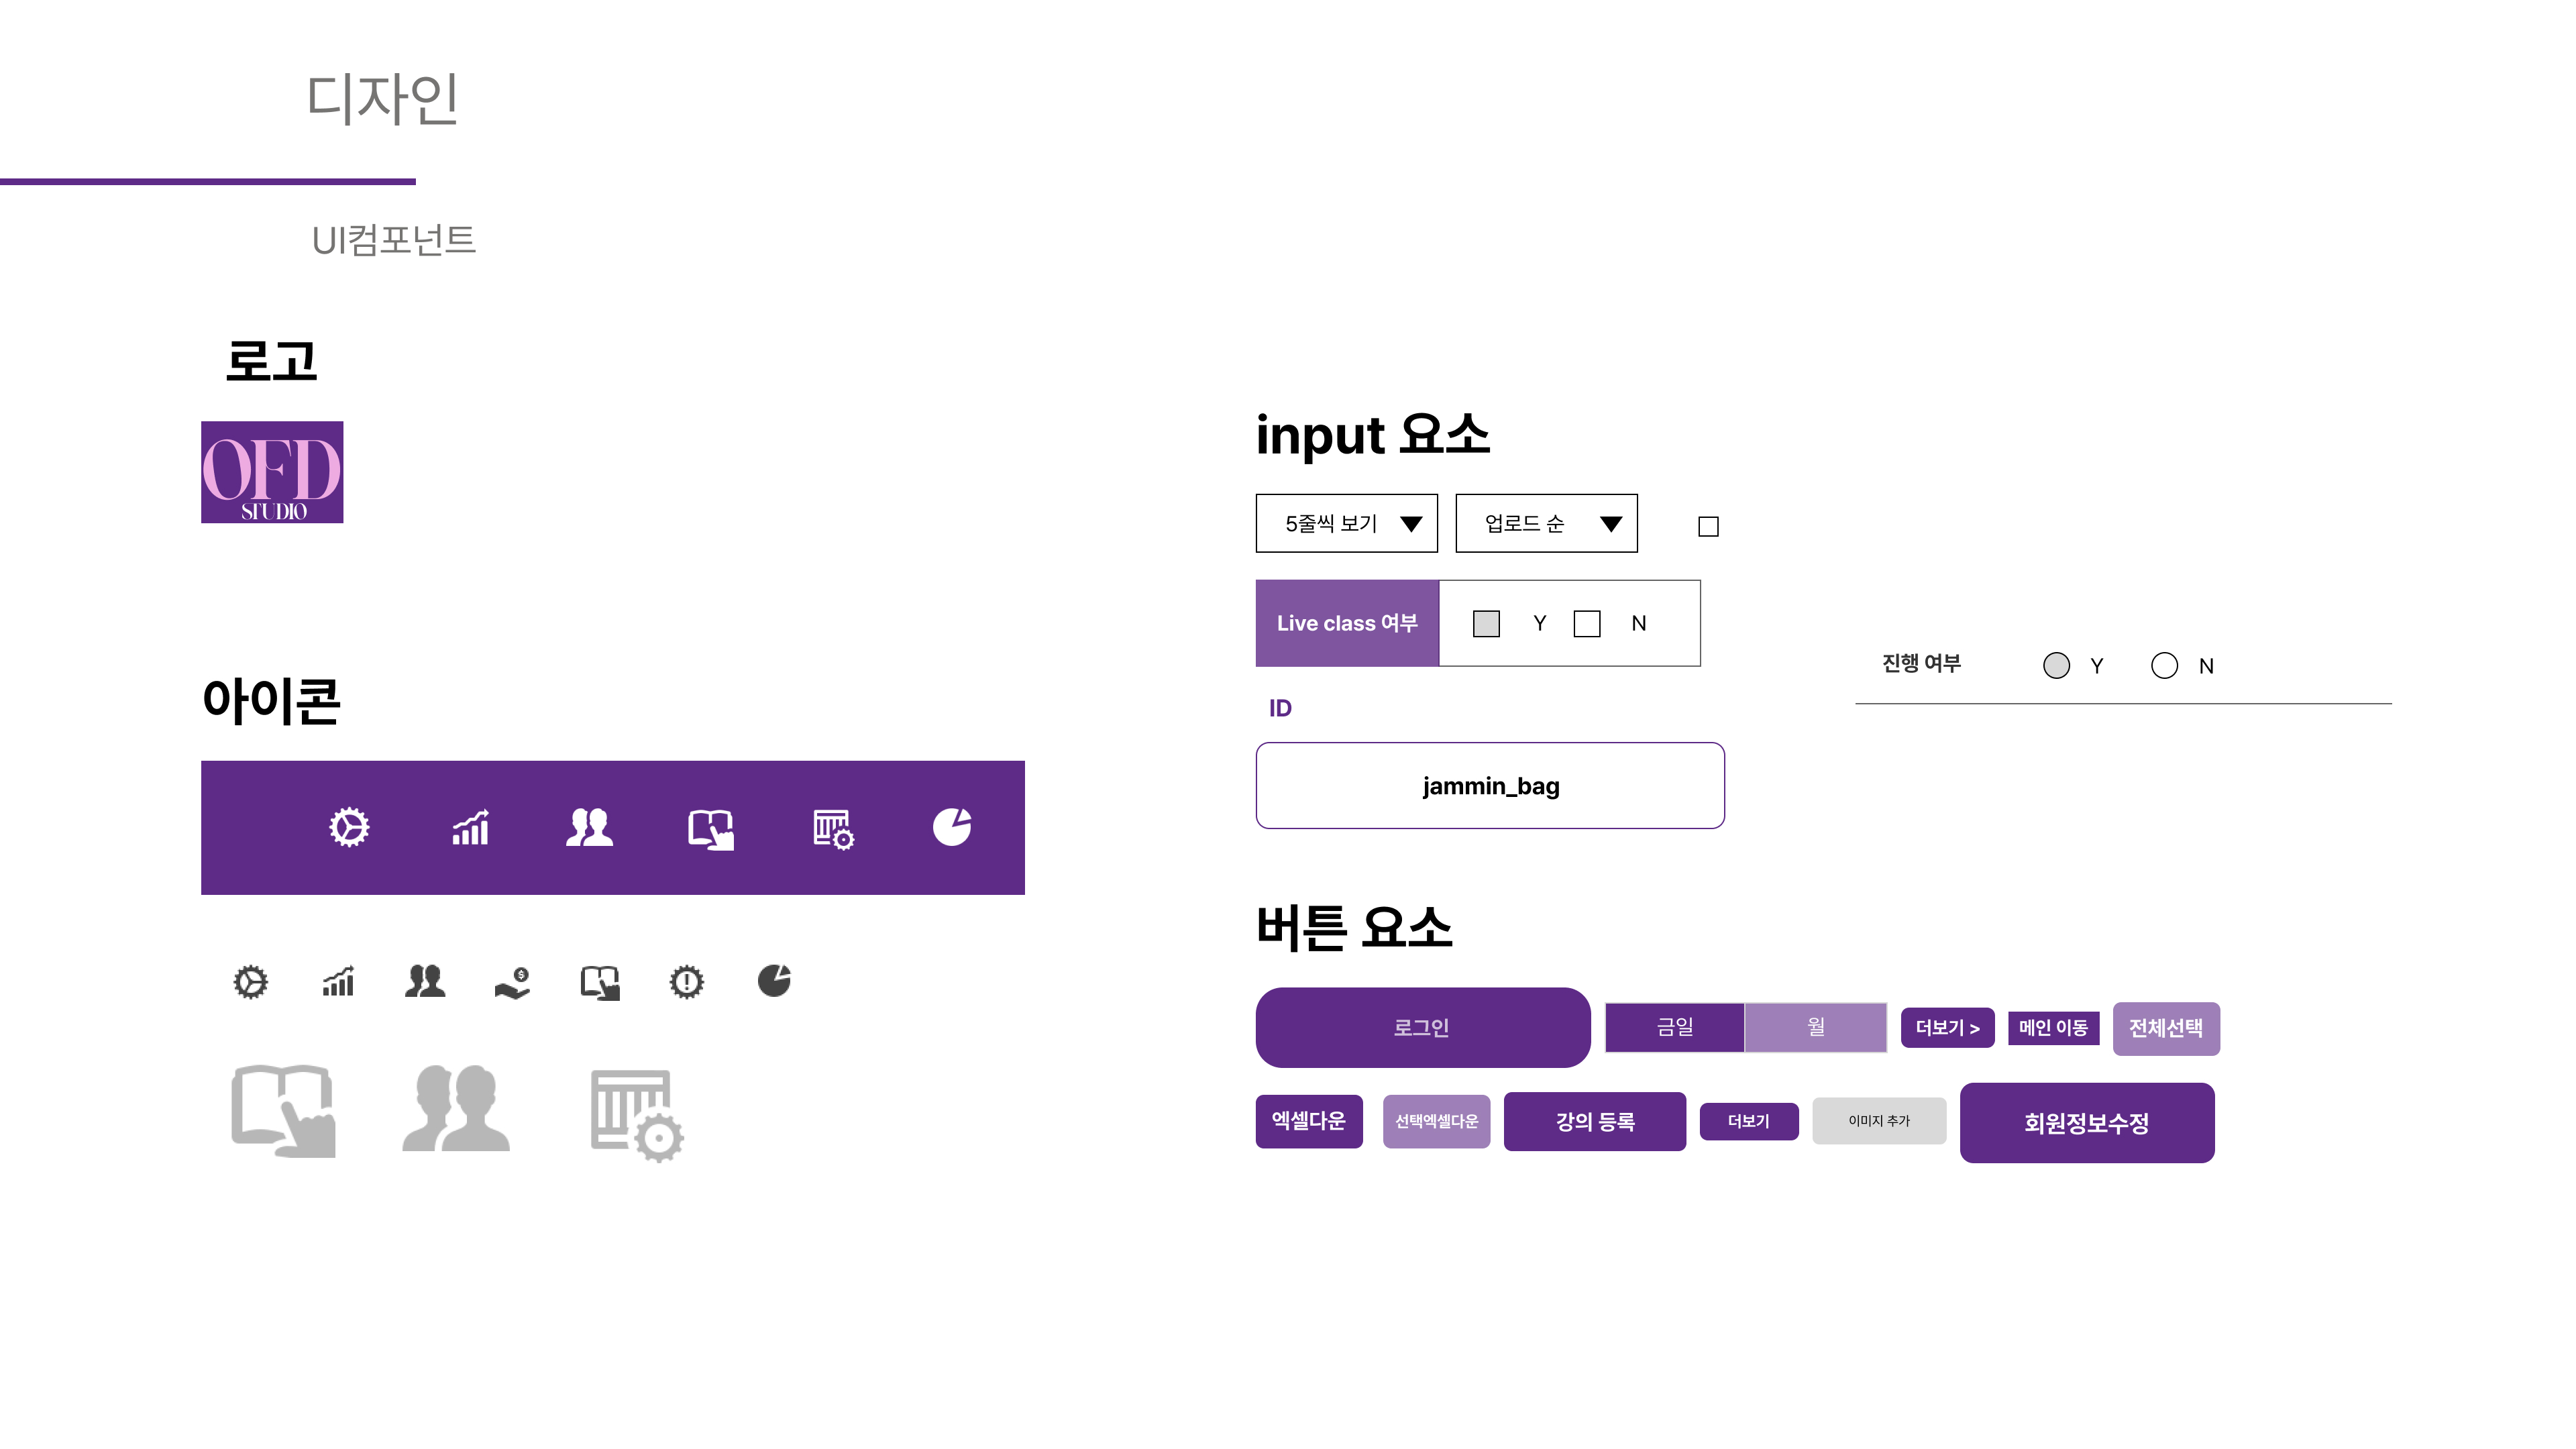 디자인
UI컴포넌트
로고
OFD
STUDIO
아이콘
input 요소
5줄씩 보기
업로드 순
Live class 여부
Y
N
진행 여부
Y
N
ID
jammin_bag
버튼 요소
로그인
금일
월
더보기 >
메인 이동
전체선택
엑셀다운
선택엑셀다운
강의 등록
더보기
이미지 추가
회원정보수정